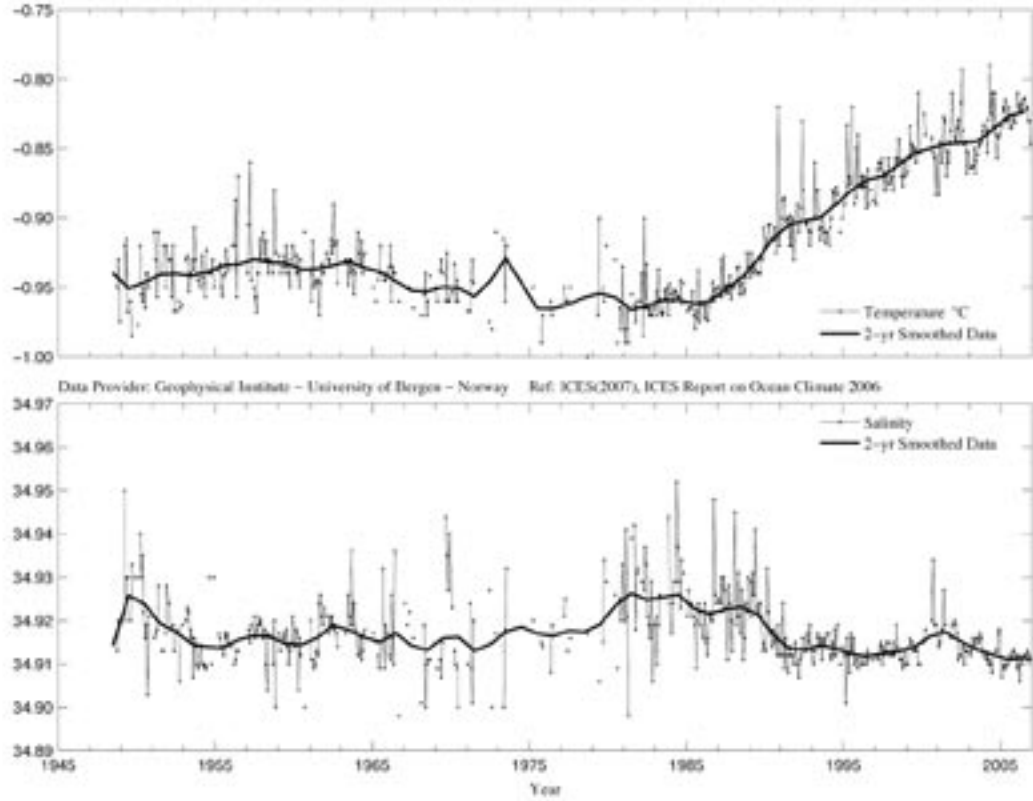 −0.75
−0.80
−0.85
−0.90
−0.95
−1.00
Temperature °C
2-yr Smoothed Data
Data Provider: Geophysical Institute − University of Bergen − Norway Ref: ICES(2007), ICES Report on Ocean Climate 2006
34.97
34.96
34.95
34.94
34.93
34.92
34.91
34.90
34.89
Salinity
2-yr Smoothed Data
1945 1955 1965 1975 1985 1995 2005
Year